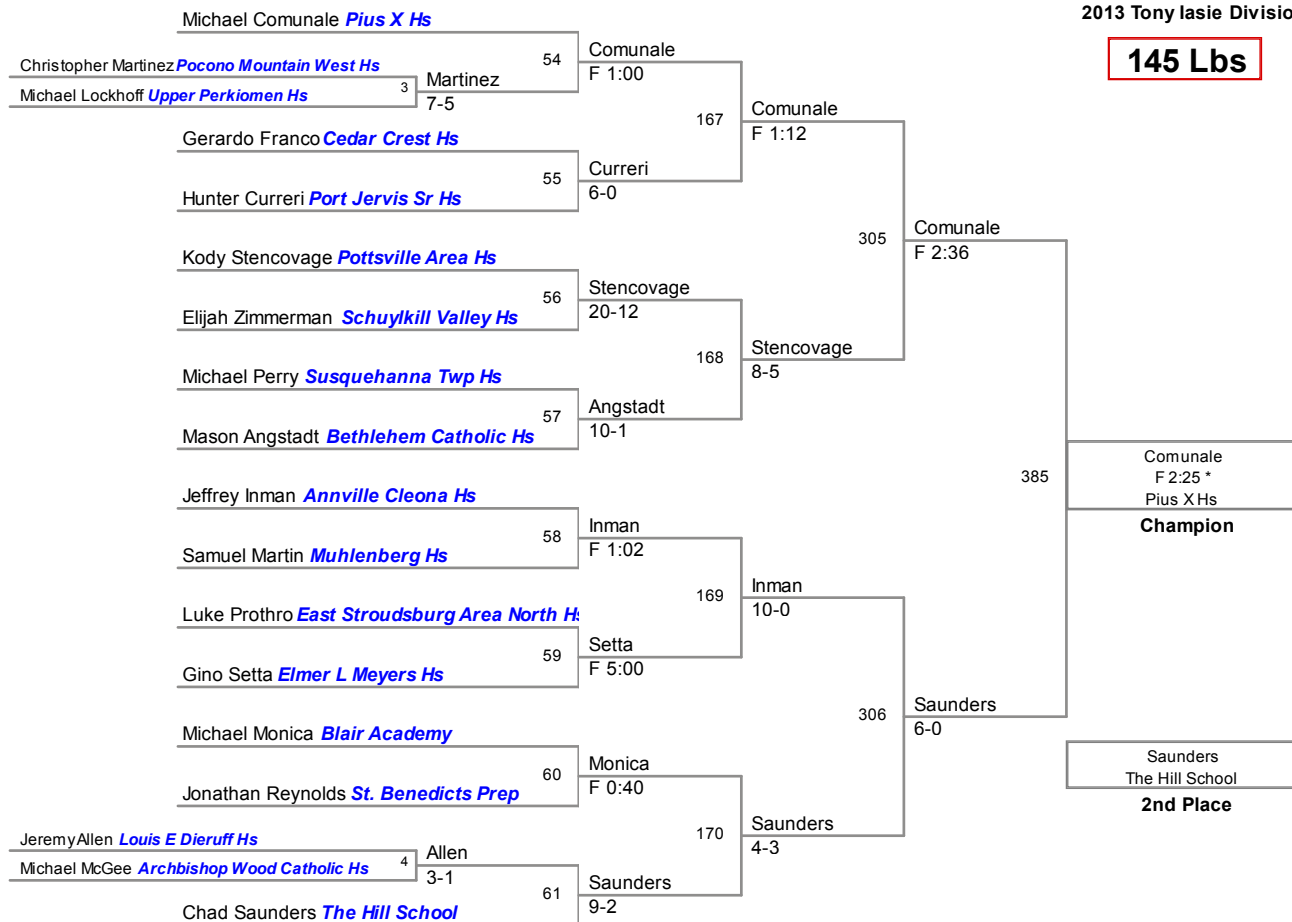 2013 Tony Iasie Divisio
145 Lbs
Michael Comunale Pius X Hs
54
Comunale
F 1:00
Christopher Martinez Pocono Mountain West Hs
3
Martinez
7-5
Michael Lockhoff Upper Perkiomen Hs
167
Comunale
F 1:12
Gerardo Franco Cedar Crest Hs
55
Curreri
6-0
Hunter Curreri Port Jervis Sr Hs
305
Comunale
F 2:36
Kody Stencovage Pottsville Area Hs
56
Stencovage
20-12
Elijah Zimmerman Schuylkill Valley Hs
168
Stencovage
8-5
Michael Perry Susquehanna Twp Hs
57
Angstadt
10-1
Mason Angstadt Bethlehem Catholic Hs
385
Comunale
F 2:25 *
Pius X Hs
Champion
Jeffrey Inman Annville Cleona Hs
58
Inman
F 1:02
Samuel Martin Muhlenberg Hs
169
Inman
10-0
Luke Prothro East Stroudsburg Area North Hs
59
Setta
F 5:00
Gino Setta Elmer L Meyers Hs
306
Saunders
6-0
Michael Monica Blair Academy
60
Monica
F 0:40
Jonathan Reynolds St. Benedicts Prep
Saunders
The Hill School
2nd Place
170
Saunders
4-3
JeremyAllen Louis E Dieruff Hs
4
Allen
3-1
Michael McGee Archbishop Wood Catholic Hs
61
Saunders
9-2
Chad Saunders The Hill School